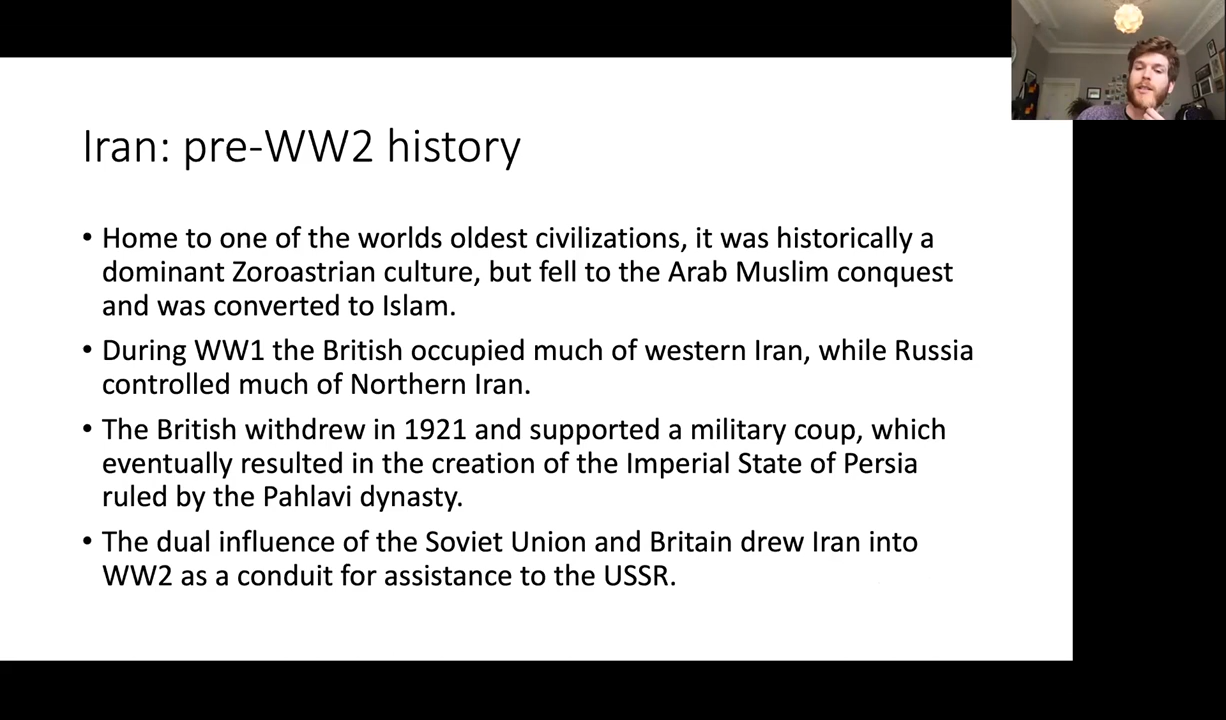 Iran: pre-WW2 history
• Home to one of the worlds oldest civilizations, it was historically a
dominant Zoroastrian culture, but fell to the Arab Muslim conquest
and was converted to Islam.
• During WW1 the British occupied much of western Iran, while Russia
controlled much of Northern Iran.
• The British withdrew in 1921 and supported a military coup, which
eventually resulted in the creation of the Imperial State of Persia
ruled by the Pahlavi dynasty.
• The dual influence of the Soviet Union and Britain drew Iran into
WW2 as a conduit for assistance to the USSR.